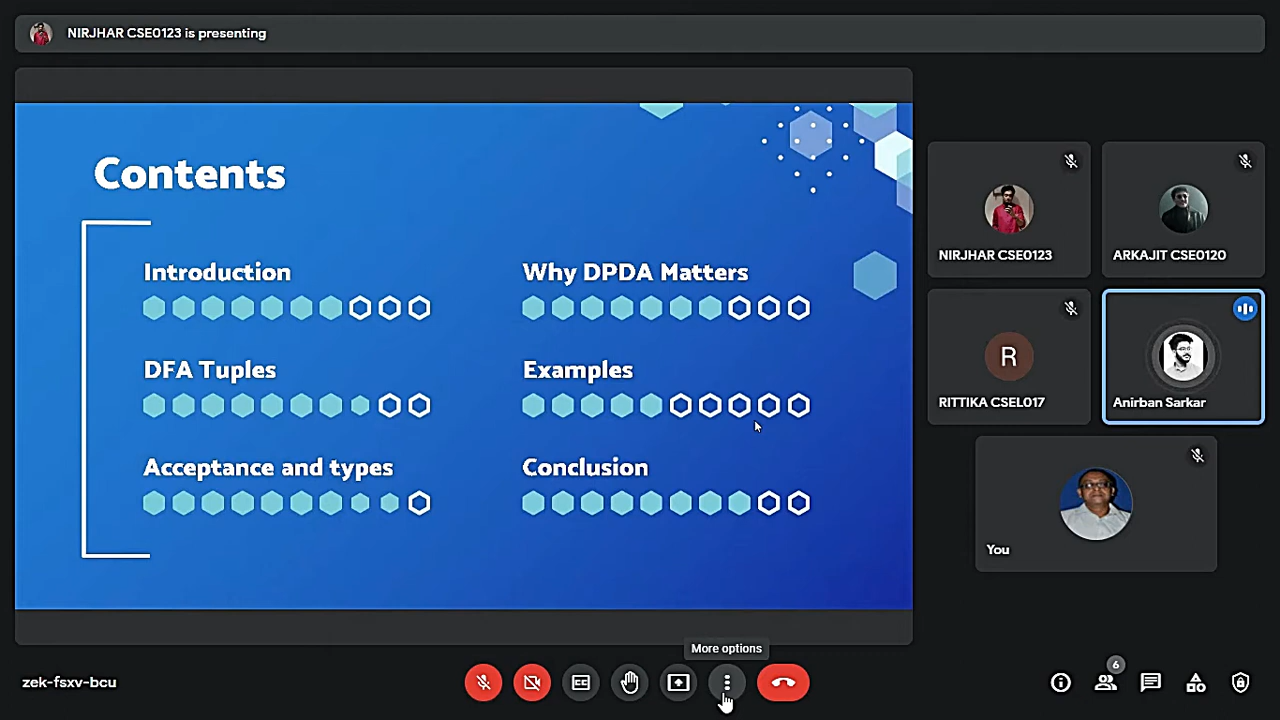 NIRJHAR CSE0123 is presenting
Contents
Introduction
Why DPDA Matters
DFA Tuples
Examples
Acceptance and types
Conclusion
NIRJHAR CSE0123
ARKAJIT CSE0120
R
RITTIKA CSEL017
Anirban Sarkar
You
More options
zek-fsxv-bcu
CC
6